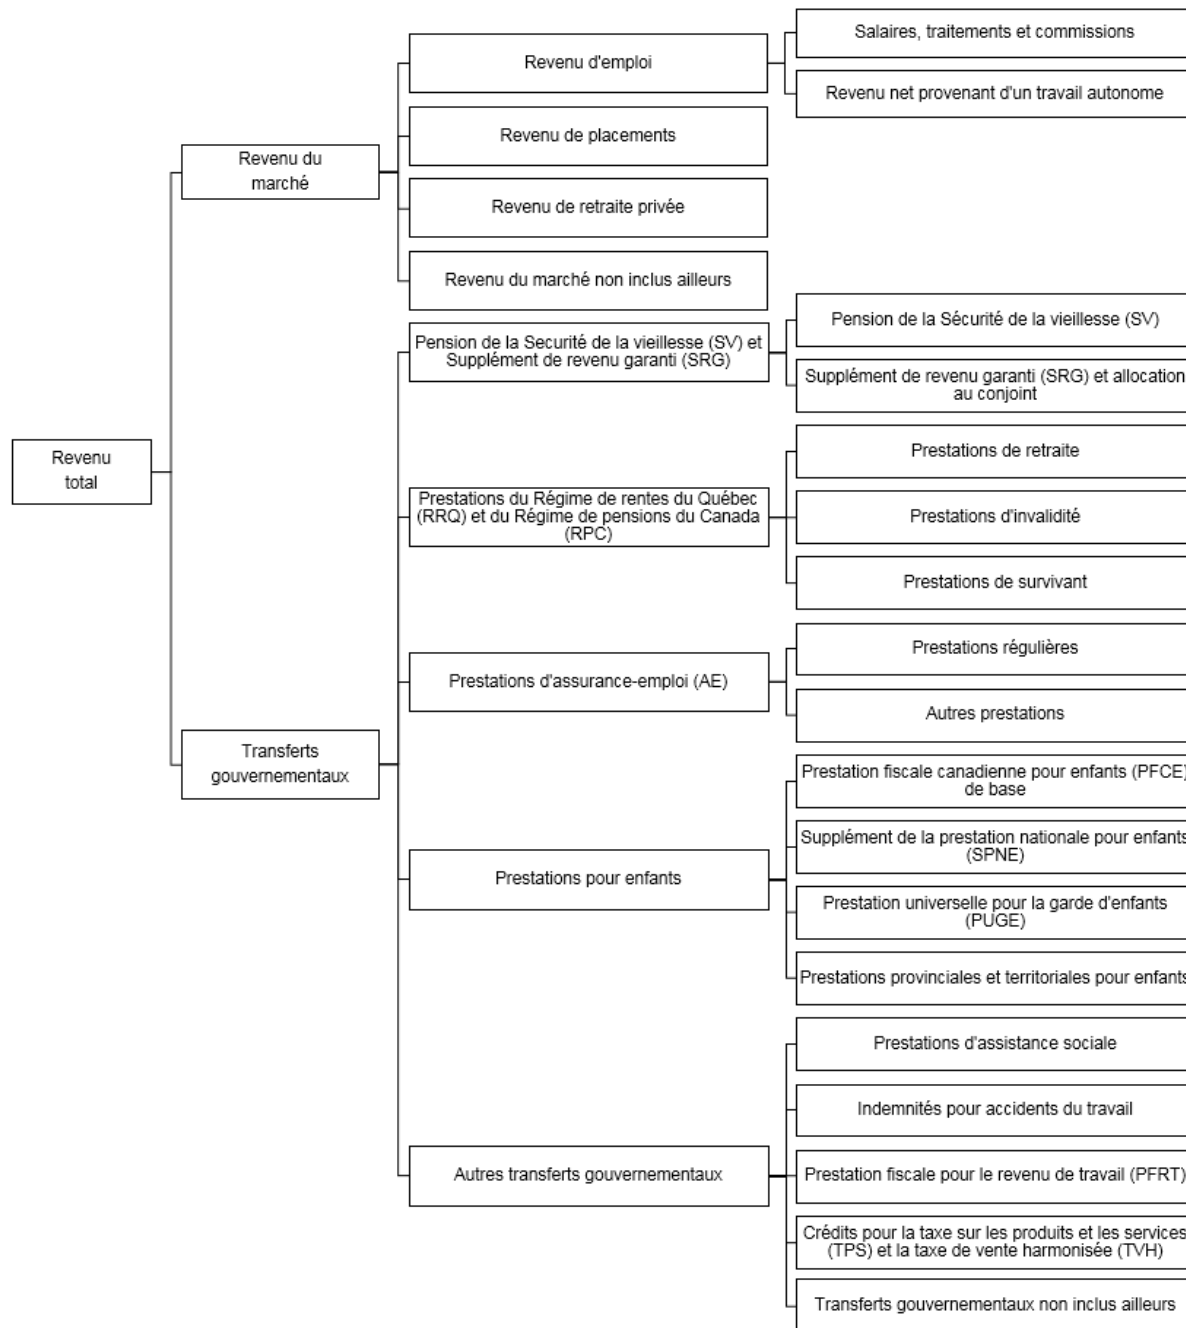 Revenu
total
Revenu du
marché
Revenu d'emploi
Salaires, traitements et commissions
Revenu net provenant d'un travail autonome
Revenu de placements
Revenu de retraite privée
Revenu du marché non inclus ailleurs
Transferts
gouvernementaux
Pension de la Securité de la vieillesse (SV) et
Supplément de revenu garanti (SRG)
Pension de la Sécurité de la vieillesse (SV)
Supplément de revenu garanti (SRG) et allocation
au conjoint
Prestations du Régime de rentes du Québec
(RRQ) et du Régime de pensions du Canada
(RPC)
Prestations de retraite
Prestations d'invalidité
Prestations de survivant
Prestations d'assurance-emploi (AE)
Prestations régulières
Autres prestations
Prestations pour enfants
Prestation fiscale canadienne pour enfants (PFCE)
de base
Supplément de la prestation nationale pour enfants
(SPNE)
Prestation universelle pour la garde d'enfants
(PUGE)
Prestations provinciales et territoriales pour enfants
Autres transferts gouvernementaux
Prestations d'assistance sociale
Indemnités pour accidents du travail
Prestation fiscale pour le revenu de travail (PFRT)
Crédits pour la taxe sur les produits et les services
(TPS) et la taxe de vente harmonisée (TVH)
Transferts gouvernementaux non inclus ailleurs